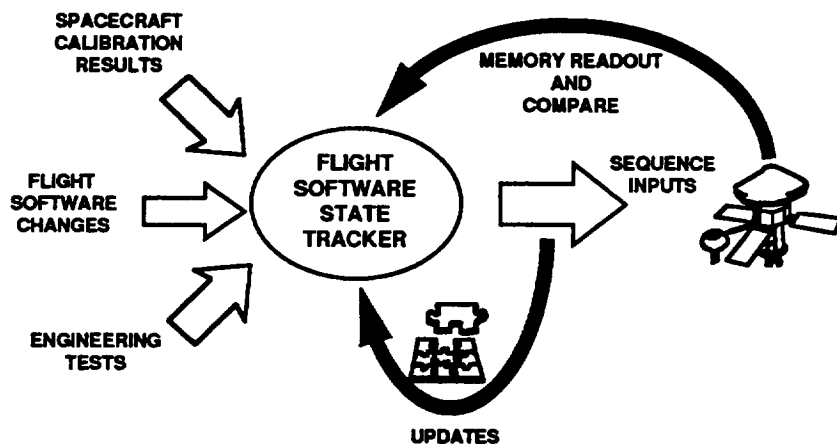 SPACECRAFT
CALIBRATION
RESULTS
MEMORY READOUT
AND
COMPARE
FLIGHT
SOFTWARE
STATE
TRACKER
SEQUENCE
INPUTS
FLIGHT
SOFTWARE
CHANGES
ENGINEERING
TESTS
UPDATES